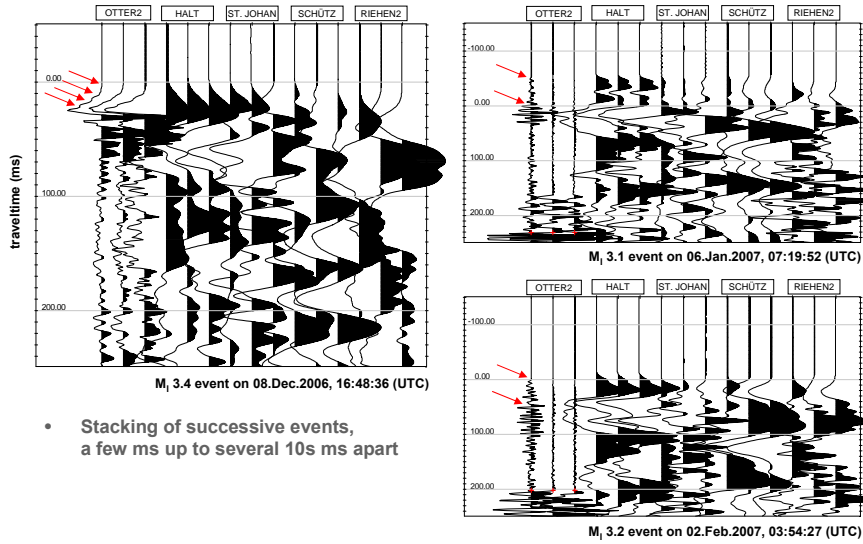 OTTER2 HALT ST. JOHAN SCHÜTZ RIEHEN2
0.00
100.00
200.00
traveltime (ms)
Ml 3.4 event on 08.Dec.2006, 16:48:36 (UTC)
• Stacking of successive events,
a few ms up to several 10s ms apart
OTTER2 HALT ST. JOHAN SCHÜTZ RIEHEN2
-100.00
0.00
100.00
200.00
Ml 3.1 event on 06.Jan.2007, 07:19:52 (UTC)
OTTER2 HALT ST. JOHAN SCHÜTZ RIEHEN2
-100.00
0.00
100.00
200.00
Ml 3.2 event on 02.Feb.2007, 03:54:27 (UTC)